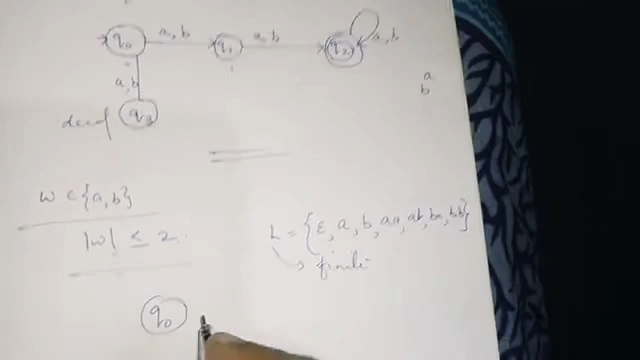 q₀ a, b q₁ a, b q₂ a, b
a, b
dead q₃
a
b
w ∈ {a, b}
|w| ≤ 2.
L = {ε, a, b, aa, ab, ba, bb}
finite
q₀